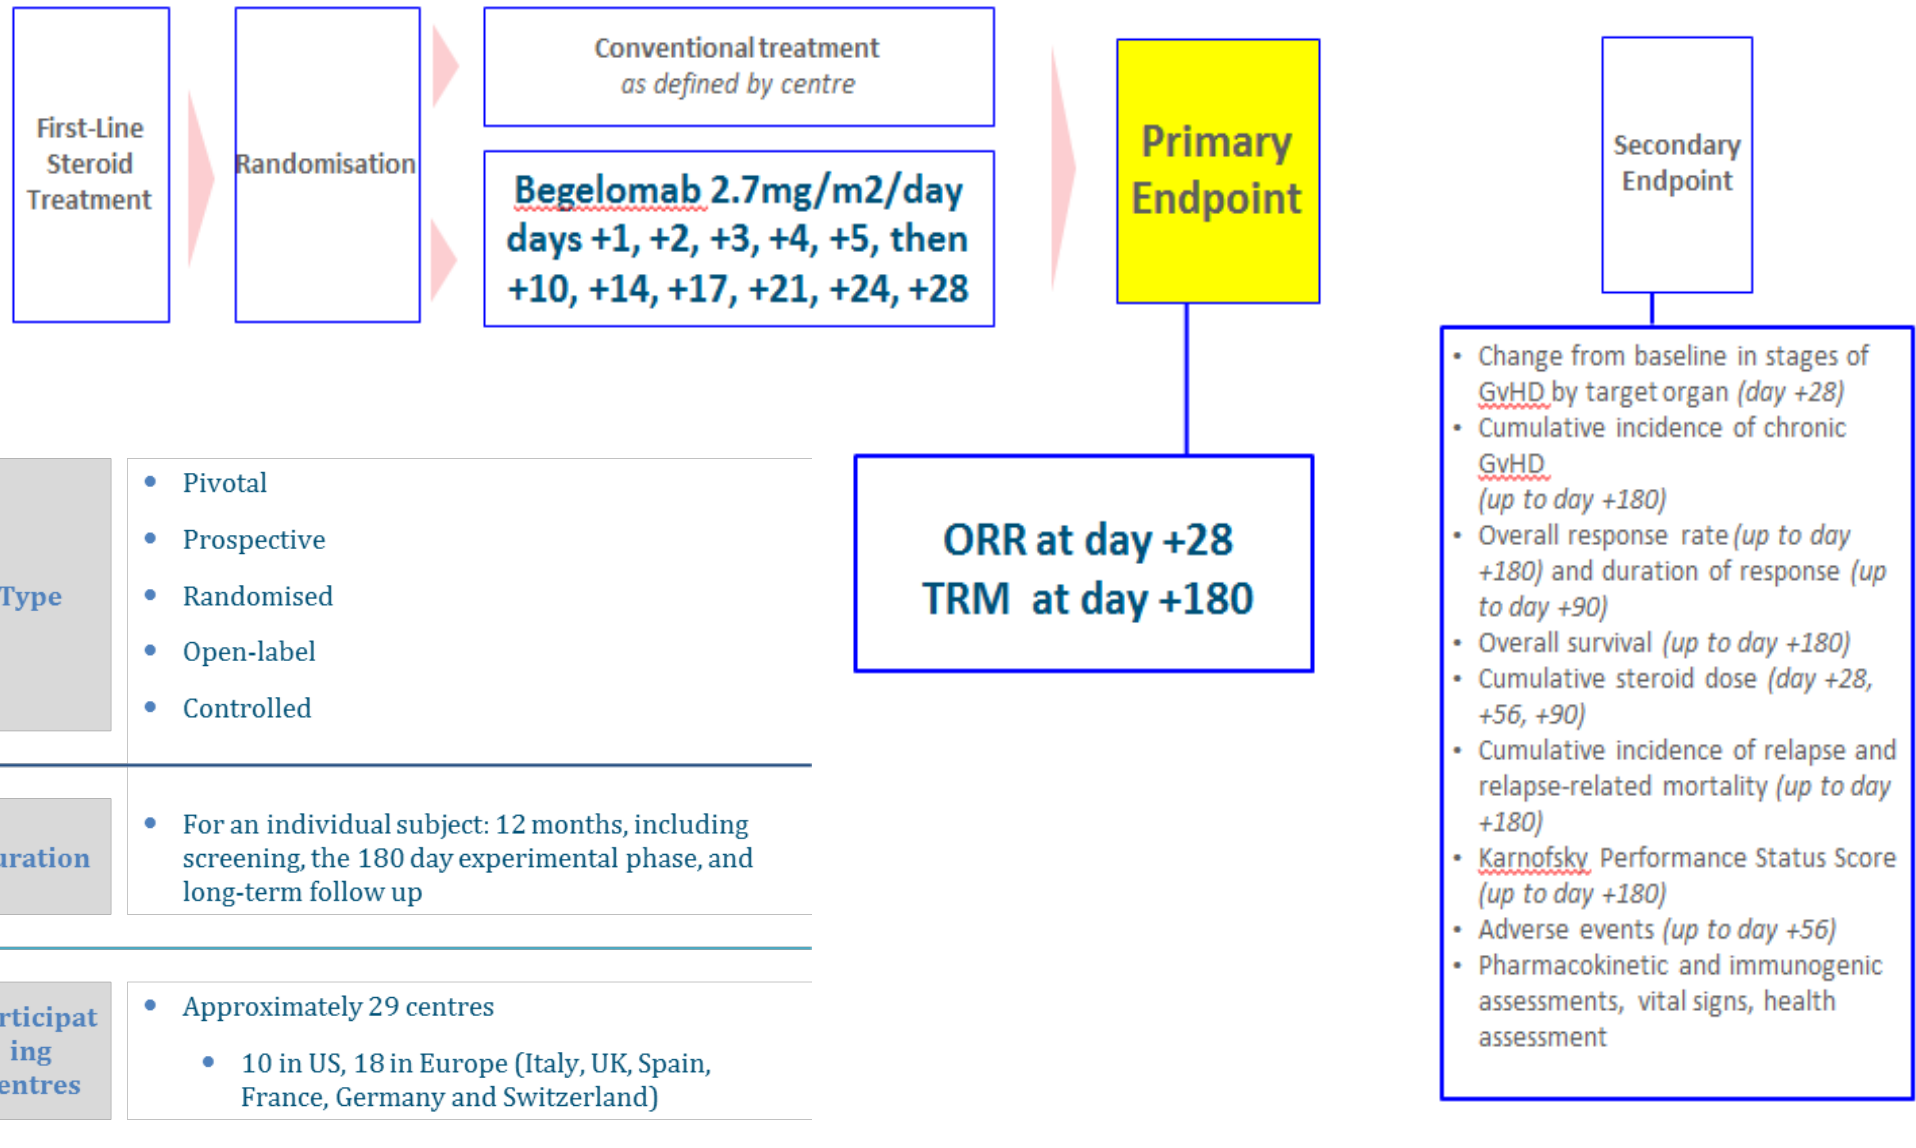 First-Line
Steroid
Treatment
Randomisation
Conventional treatment
as defined by centre
Begelomab 2.7mg/m2/day
days +1, +2, +3, +4, +5, then
+10, +14, +17, +21, +24, +28
Primary
Endpoint
Secondary
Endpoint
ORR at day +28
TRM at day +180
• Change from baseline in stages of
GvHD by target organ (day +28)
• Cumulative incidence of chronic
GvHD
(up to day +180)
• Overall response rate (up to day
+180) and duration of response (up
to day +90)
• Overall survival (up to day +180)
• Cumulative steroid dose (day +28,
+56, +90)
• Cumulative incidence of relapse and
relapse-related mortality (up to day
+180)
• Karnofsky Performance Status Score
(up to day +180)
• Adverse events (up to day +56)
• Pharmacokinetic and immunogenic
assessments, vital signs, health
assessment
Type
• Pivotal
• Prospective
• Randomised
• Open-label
• Controlled
uration
• For an individual subject: 12 months, including
screening, the 180 day experimental phase, and
long-term follow up
rticipat
ing
entres
• Approximately 29 centres
• 10 in US, 18 in Europe (Italy, UK, Spain,
France, Germany and Switzerland)